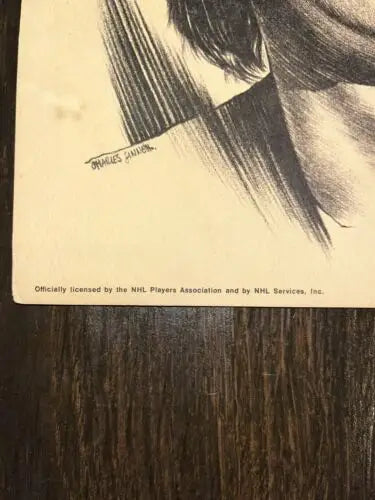 CHARLES LINNETT.
Officially licensed by the NHL Players Association and by NHL Services, Inc.